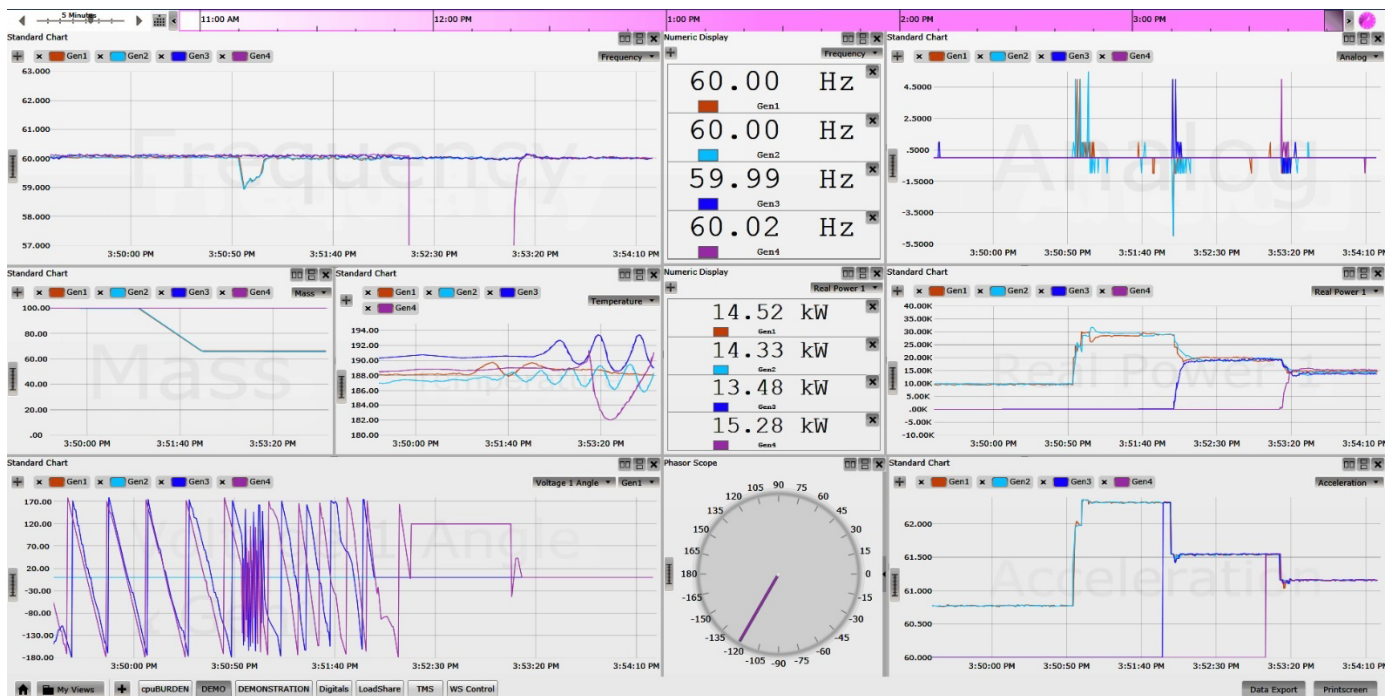 5 Minutes
11:00 AM 12:00 PM 1:00 PM 2:00 PM 3:00 PM
Standard Chart
Gen1 Gen2 Gen3 Gen4 Frequency
Frequency
63.000
62.000
61.000
60.000
59.000
58.000
57.000
3:50:00 PM 3:50:50 PM 3:51:40 PM 3:52:30 PM 3:53:20 PM 3:54:10 PM
Numeric Display
Frequency
60.00 Hz
Gen1
60.00 Hz
Gen2
59.99 Hz
Gen3
60.02 Hz
Gen4
Standard Chart
Gen1 Gen2 Gen3 Gen4 Analog
Analog
4.5000
2.5000
.5000
-1.5000
-3.5000
-5.5000
3:50:00 PM 3:50:50 PM 3:51:40 PM 3:52:30 PM 3:53:20 PM 3:54:10 PM
Standard Chart
Gen1 Gen2 Gen3 Gen4 Mass
Mass
100.00
80.00
60.00
40.00
20.00
.00
3:50:00 PM 3:51:40 PM 3:53:20 PM
Standard Chart
Gen1 Gen2 Gen3
Gen4
Temperature
194.00
192.00
190.00
188.00
186.00
184.00
182.00
180.00
3:50:00 PM 3:51:40 PM 3:53:20 PM
Numeric Display
Real Power 1
14.52 kW
Gen1
14.33 kW
Gen2
13.48 kW
Gen3
15.28 kW
Gen4
Standard Chart
Gen1 Gen2 Gen3 Gen4 Real Power 1
40.00K
35.00K
30.00K
25.00K
20.00K
15.00K
10.00K
5.00K
.00K
-5.00K
-10.00K
3:50:00 PM 3:50:50 PM 3:51:40 PM 3:52:30 PM 3:53:20 PM 3:54:10 PM
Standard Chart
Gen1 Gen2 Gen3 Gen4 Voltage 1 Angle Gen1
Voltage 1 Angle
170.00
120.00
70.00
20.00
-30.00
-80.00
-130.00
-180.00
3:50:00 PM 3:50:50 PM 3:51:40 PM 3:52:30 PM 3:53:20 PM 3:54:10 PM
Phasor Scope
90
105 75
120 60
135 45
150 30
165 15
180 0
-165 -15
-150 -30
-135 -45
-120 -60
-105 -75
-90
Standard Chart
Gen1 Gen2 Gen3 Gen4 Acceleration
Acceleration
62.000
61.500
61.000
60.500
60.000
3:50:00 PM 3:50:50 PM 3:51:40 PM 3:52:30 PM 3:53:20 PM 3:54:10 PM
My Views cpuBURDEN DEMO DEMONSTRATION Digitals LoadShare TMS WS Control Data Export Printscreen